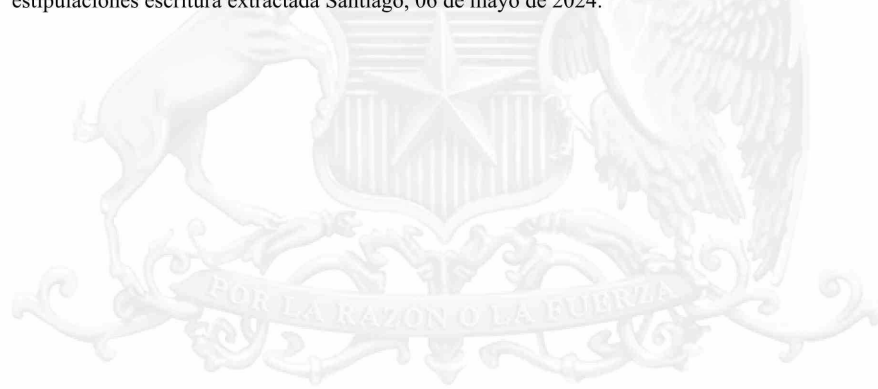 estipulaciones escritura extractada Santiago, 06 de mayo de 2024.
POR LA RAZON O LA FUERZA